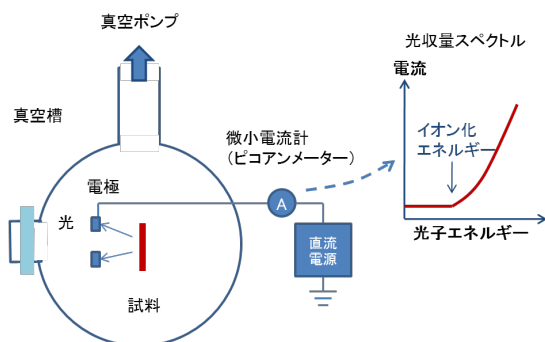 真空ポンプ
真空槽
微小電流計
（ピコアンメーター）
電極
光
試料
A
直流
電源
光収量スペクトル
電流
イオン化
エネルギー
光子エネルギー